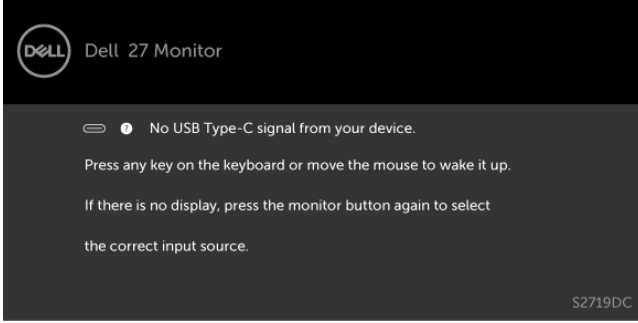 DELL
Dell 27 Monitor
? No USB Type-C signal from your device.
Press any key on the keyboard or move the mouse to wake it up.
If there is no display, press the monitor button again to select
the correct input source.
S2719DC